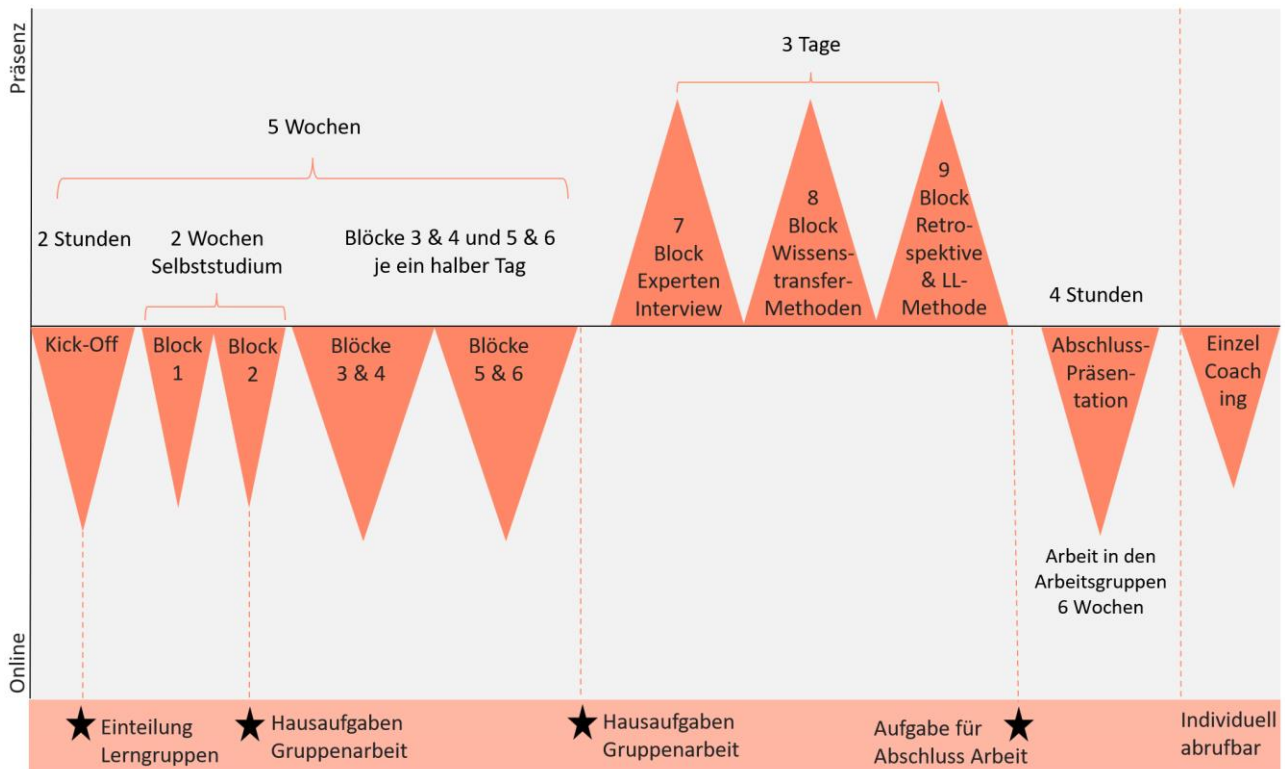 Präsenz
3 Tage
5 Wochen
2 Stunden
2 Wochen
Selbststudium
Blöcke 3 & 4 und 5 & 6
je ein halber Tag
7
Block
Experten
Interview
8
Block
Wissens-
transfer-
Methoden
9
Block
Retro-
spektive
& LL-
Methode
4 Stunden
Kick-Off
Block
1
Block
2
Blöcke
3 & 4
Blöcke
5 & 6
Abschluss-
Präsen-
tation
Einzel
Coach
ing
Arbeit in den
Arbeitsgruppen
6 Wochen
Online
Einteilung
Lerngruppen
Hausaufgaben
Gruppenarbeit
Hausaufgaben
Gruppenarbeit
Aufgabe für
Abschluss Arbeit
Individuell
abrufbar